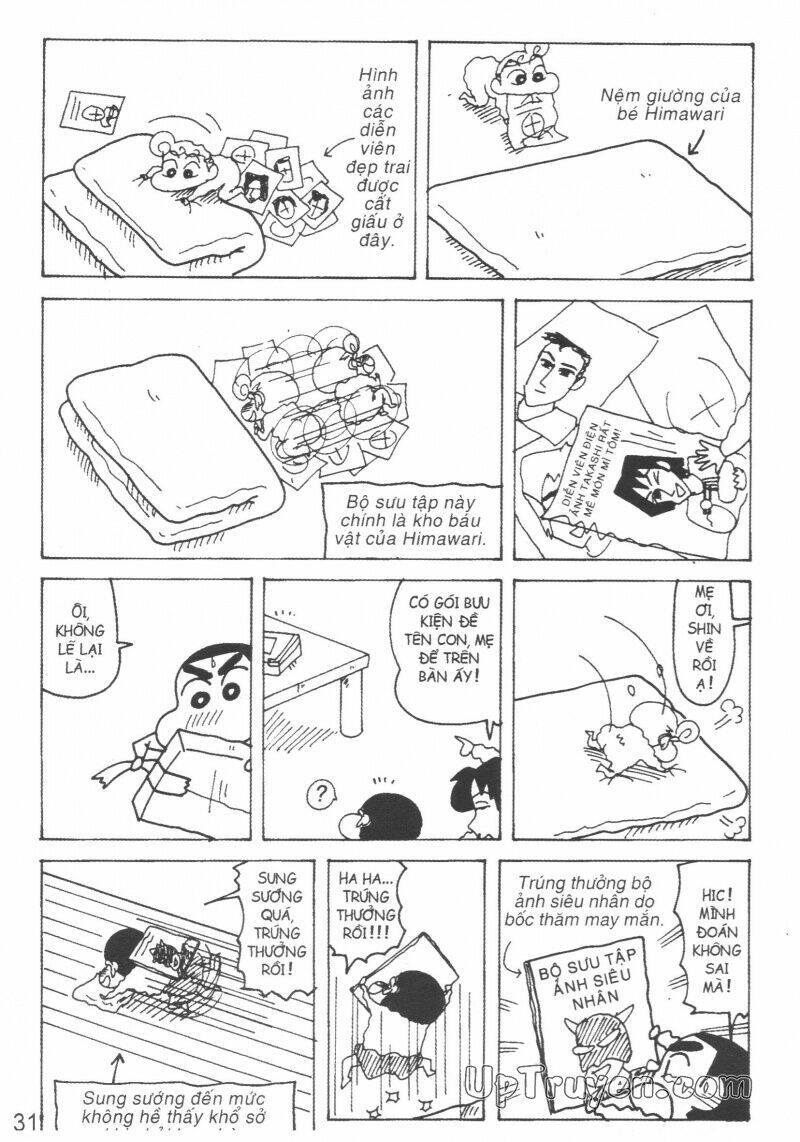 Nệm giường của
bé Himawari
Hình
ảnh
các
diễn
viên
đẹp trai
được
cất
giấu ở
đây.
DIỄN VIÊN ĐIỆN
ẢNH TAKASHI RẤT
MÊ MÓN MÌ TÔM!
Bộ sưu tập này
chính là kho báu
vật của Himawari.
MẸ
ƠI,
SHIN
VỀ
RỒI
Ạ!
CÓ GÓI BƯU
KIỆN ĐỀ
TÊN CON, MẸ
ĐỂ TRÊN
BÀN ẤY!
?
ÔI,
KHÔNG
LẼ LẠI
LÀ...
HIC!
MÌNH
ĐOÁN
KHÔNG
SAI
MÀ!
Trúng thưởng bộ
ảnh siêu nhân do
bốc thăm may mắn.
BỘ SƯU TẬP
ẢNH SIÊU
NHÂN
HA HA...
TRÚNG
THƯỞNG
RỒI!!!
SUNG
SƯỚNG
QUÁ,
TRÚNG
THƯỞNG
RỒI!
Sung sướng đến mức
không hề thấy khổ sở
31
UpTruyen.com